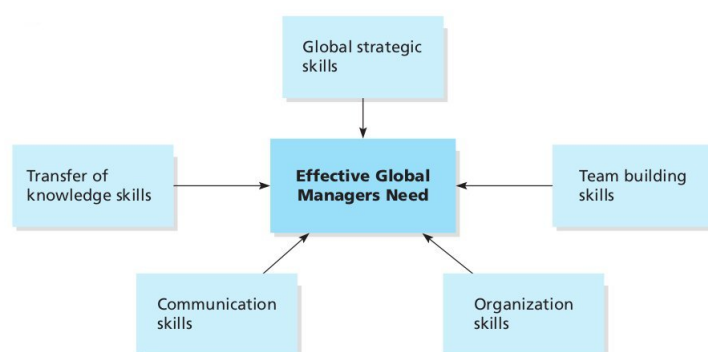 Global strategic
skills
Transfer of
knowledge skills
Effective Global
Managers Need
Team building
skills
Communication
skills
Organization
skills